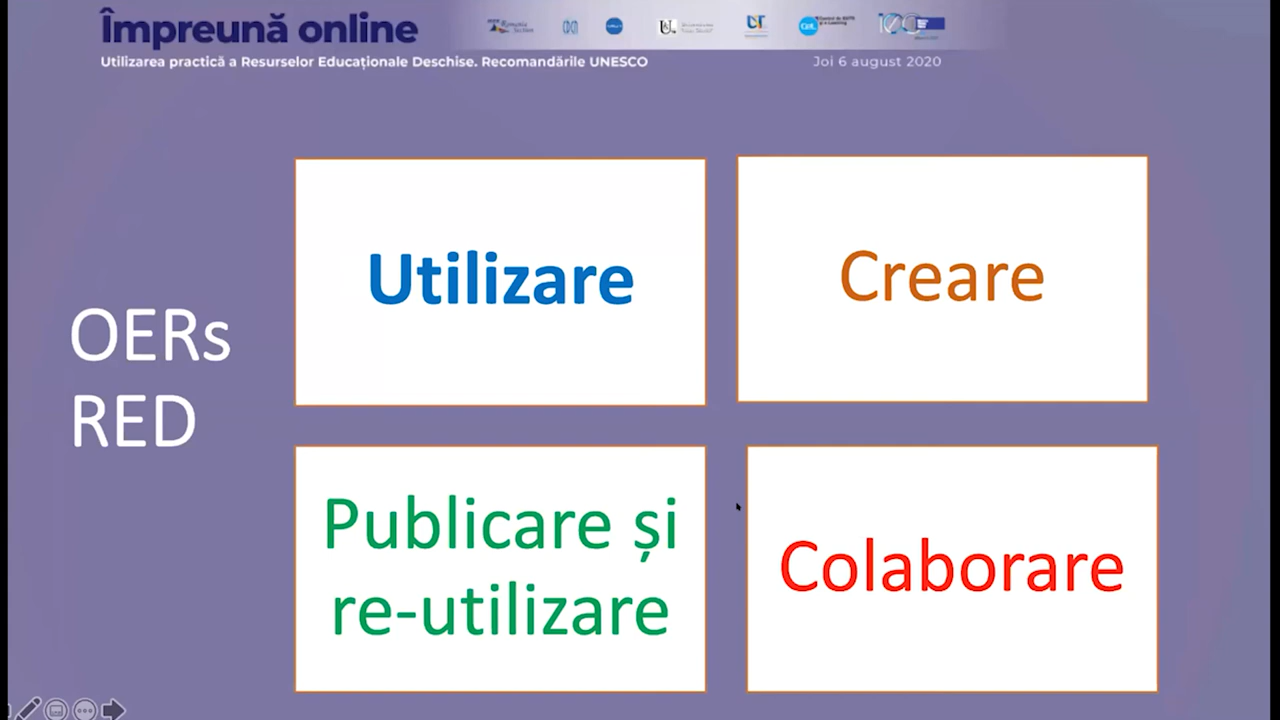 Împreună online
Utilizarea practică a Resurselor Educaționale Deschise. Recomandările UNESCO
Joi 6 august 2020
Utilizare
Creare
OERs
RED
Publicare și
re-utilizare
Colaborare